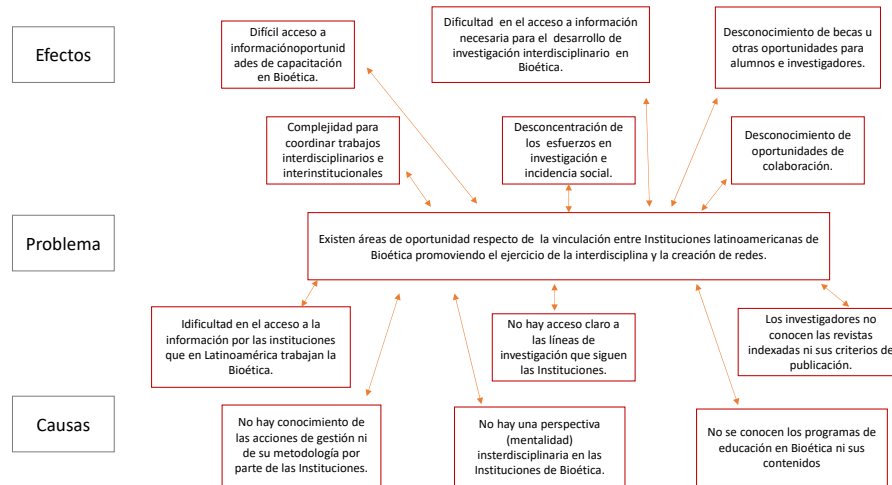 Efectos
Difícil acceso a
informaciónoportunid
ades de capacitación
en Bioética.
Dificultad en el acceso a información
necesaria para el desarrollo de
investigación interdisciplinario en
Bioética.
Desconocimiento de becas u
otras oportunidades para
alumnos e investigadores.
Complejidad para
coordinar trabajos
interdisciplinarios e
interinstitucionales
Desconcentración de
los esfuerzos en
investigación e
incidencia social.
Desconocimiento de
oportunidades de
colaboración.
Problema
Existen áreas de oportunidad respecto de la vinculación entre Instituciones latinoamericanas de
Bioética promoviendo el ejercicio de la interdisciplina y la creación de redes.
Idificultad en el acceso a la
información por las instituciones
que en Latinoamérica trabajan la
Bioética.
No hay acceso claro a
las líneas de
investigación que siguen
las Instituciones.
Los investigadores no
conocen las revistas
indexadas ni sus criterios de
publicación.
Causas
No hay conocimiento de
las acciones de gestión ni
de su metodología por
parte de las Instituciones.
No hay una perspectiva
(mentalidad)
insterdisciplinaria en las
Instituciones de Bioética.
No se conocen los programas de
educación en Bioética ni sus
contenidos